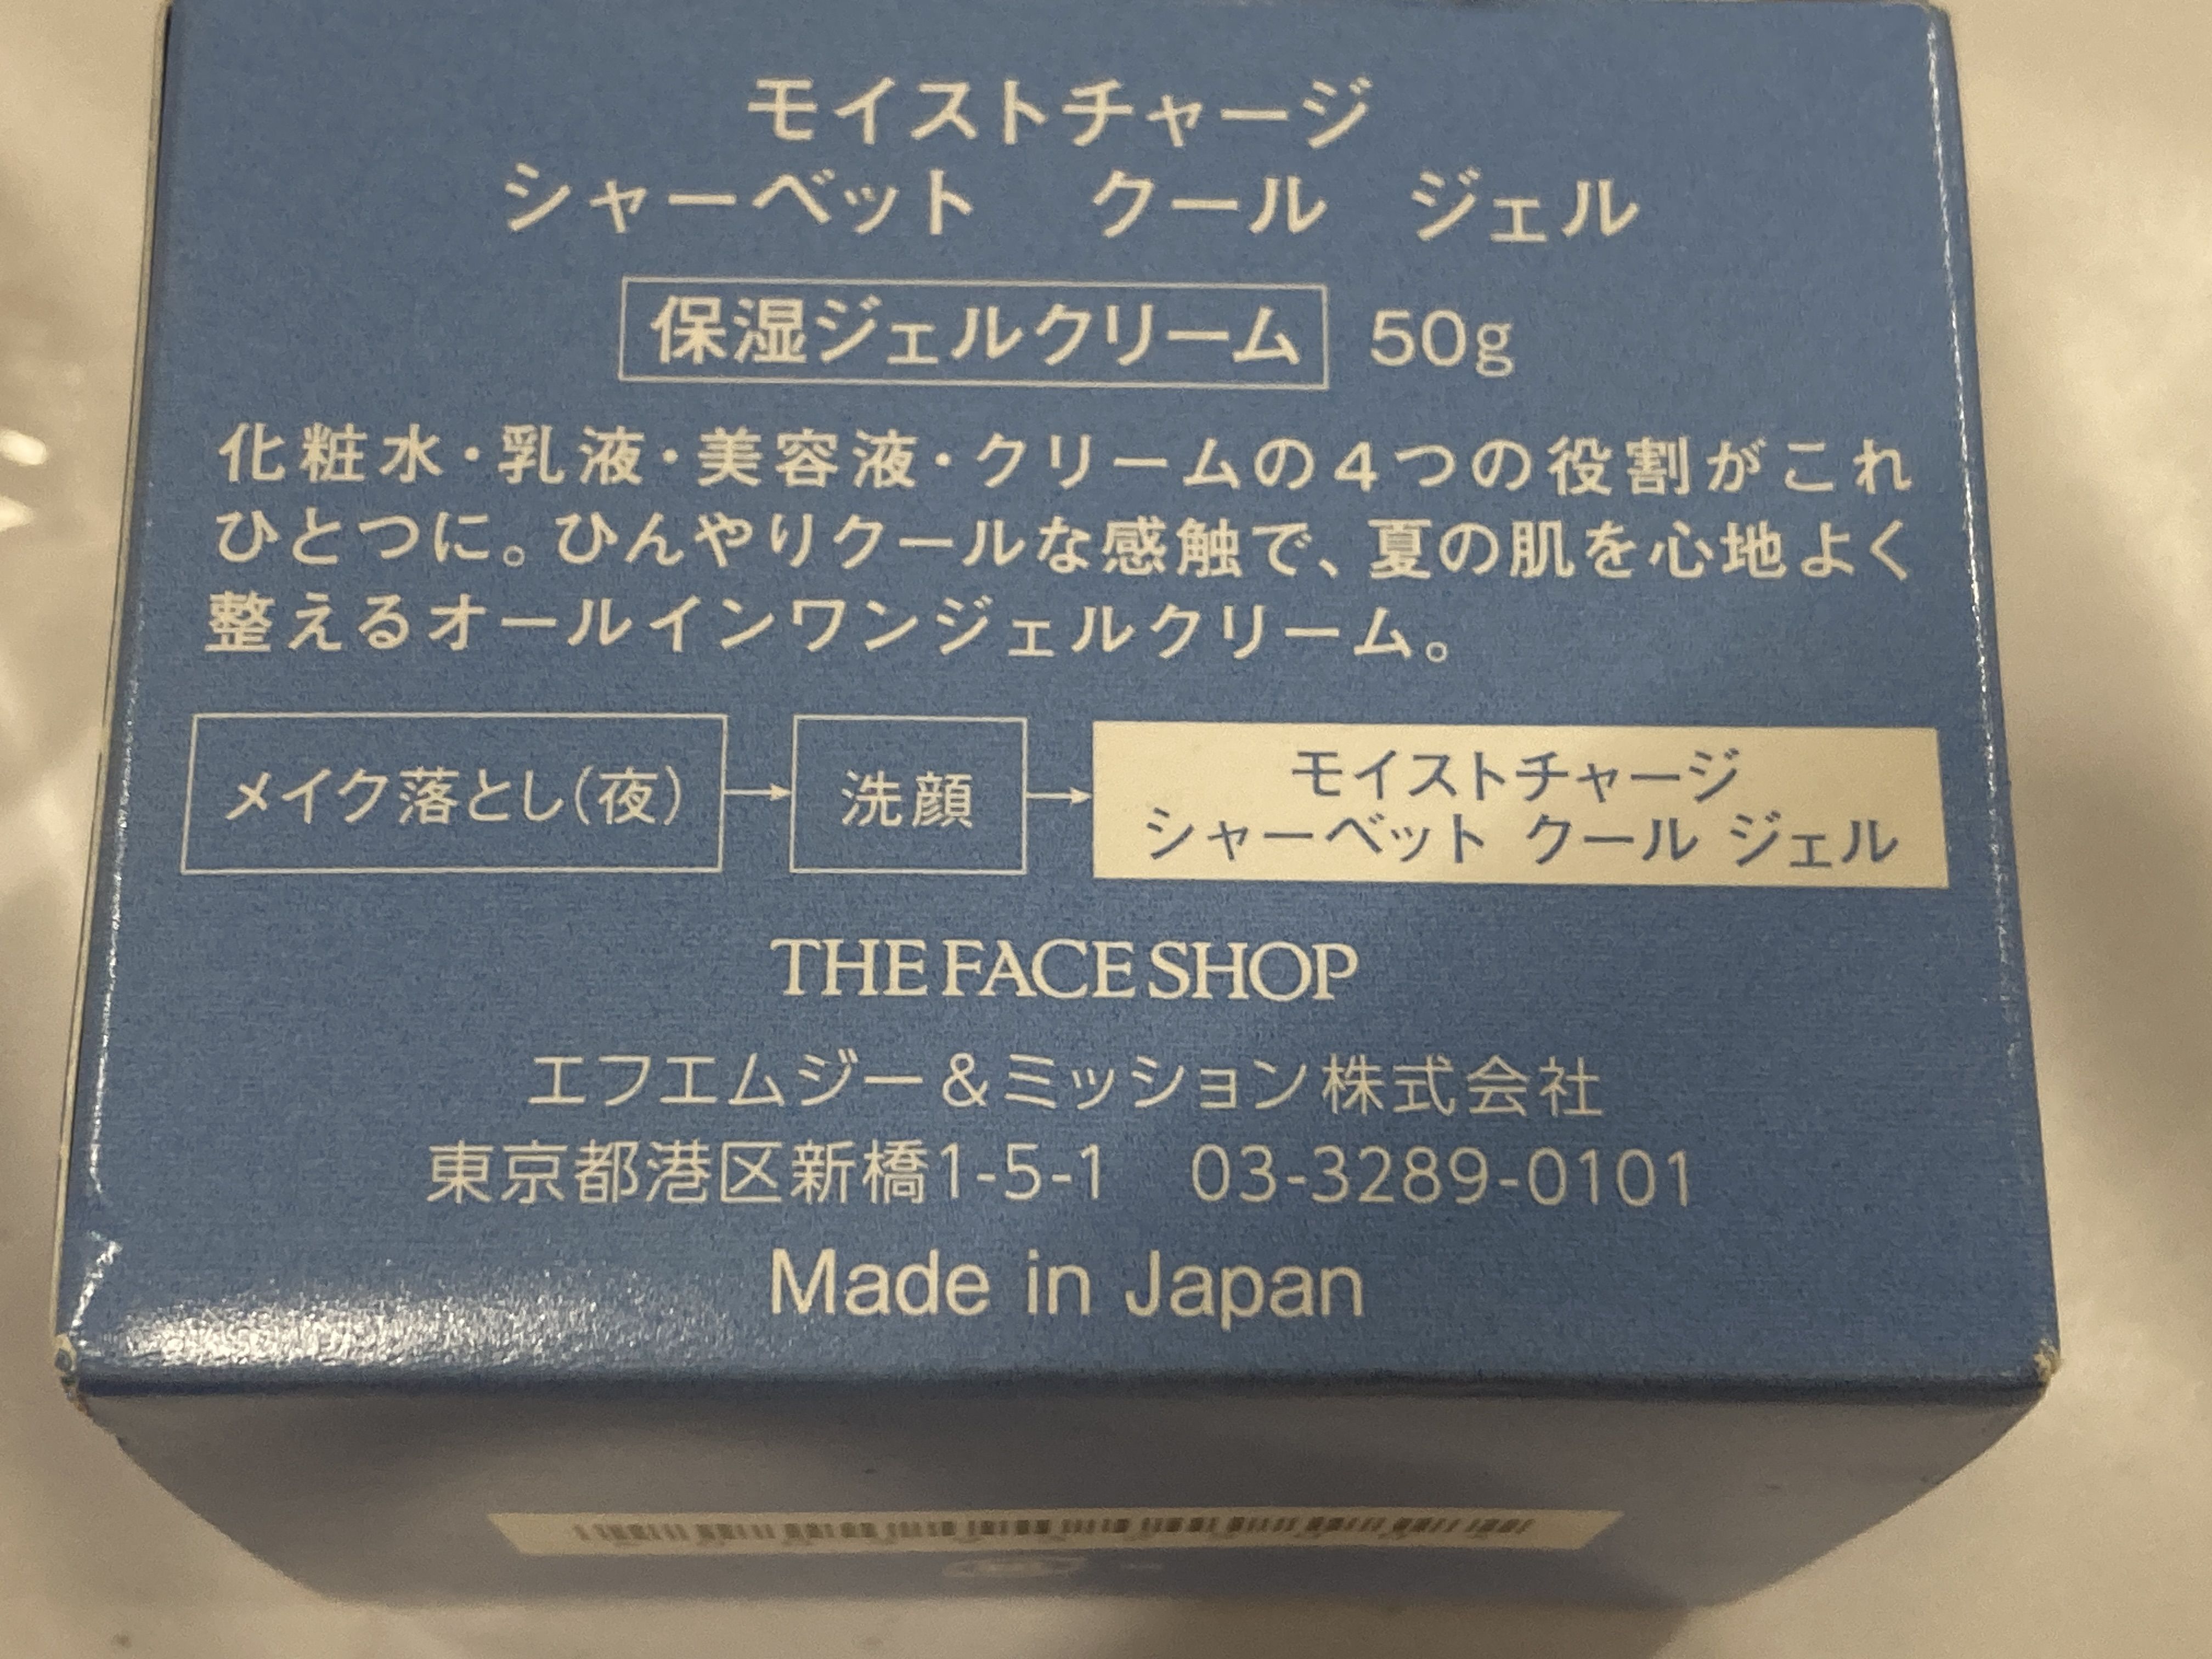 モイストチャージ
シャーベット　クール　ジェル
保湿ジェルクリーム 50g
化粧水・乳液・美容液・クリームの4つの役割がこれ
ひとつに。ひんやりクールな感触で、夏の肌を心地よく
整えるオールインワンジェルクリーム。
メイク落とし(夜) → 洗顔 → モイストチャージ
シャーベット クール ジェル
THE FACE SHOP
エフエムジー&ミッション株式会社
東京都港区新橋1-5-1　03-3289-0101
Made in Japan